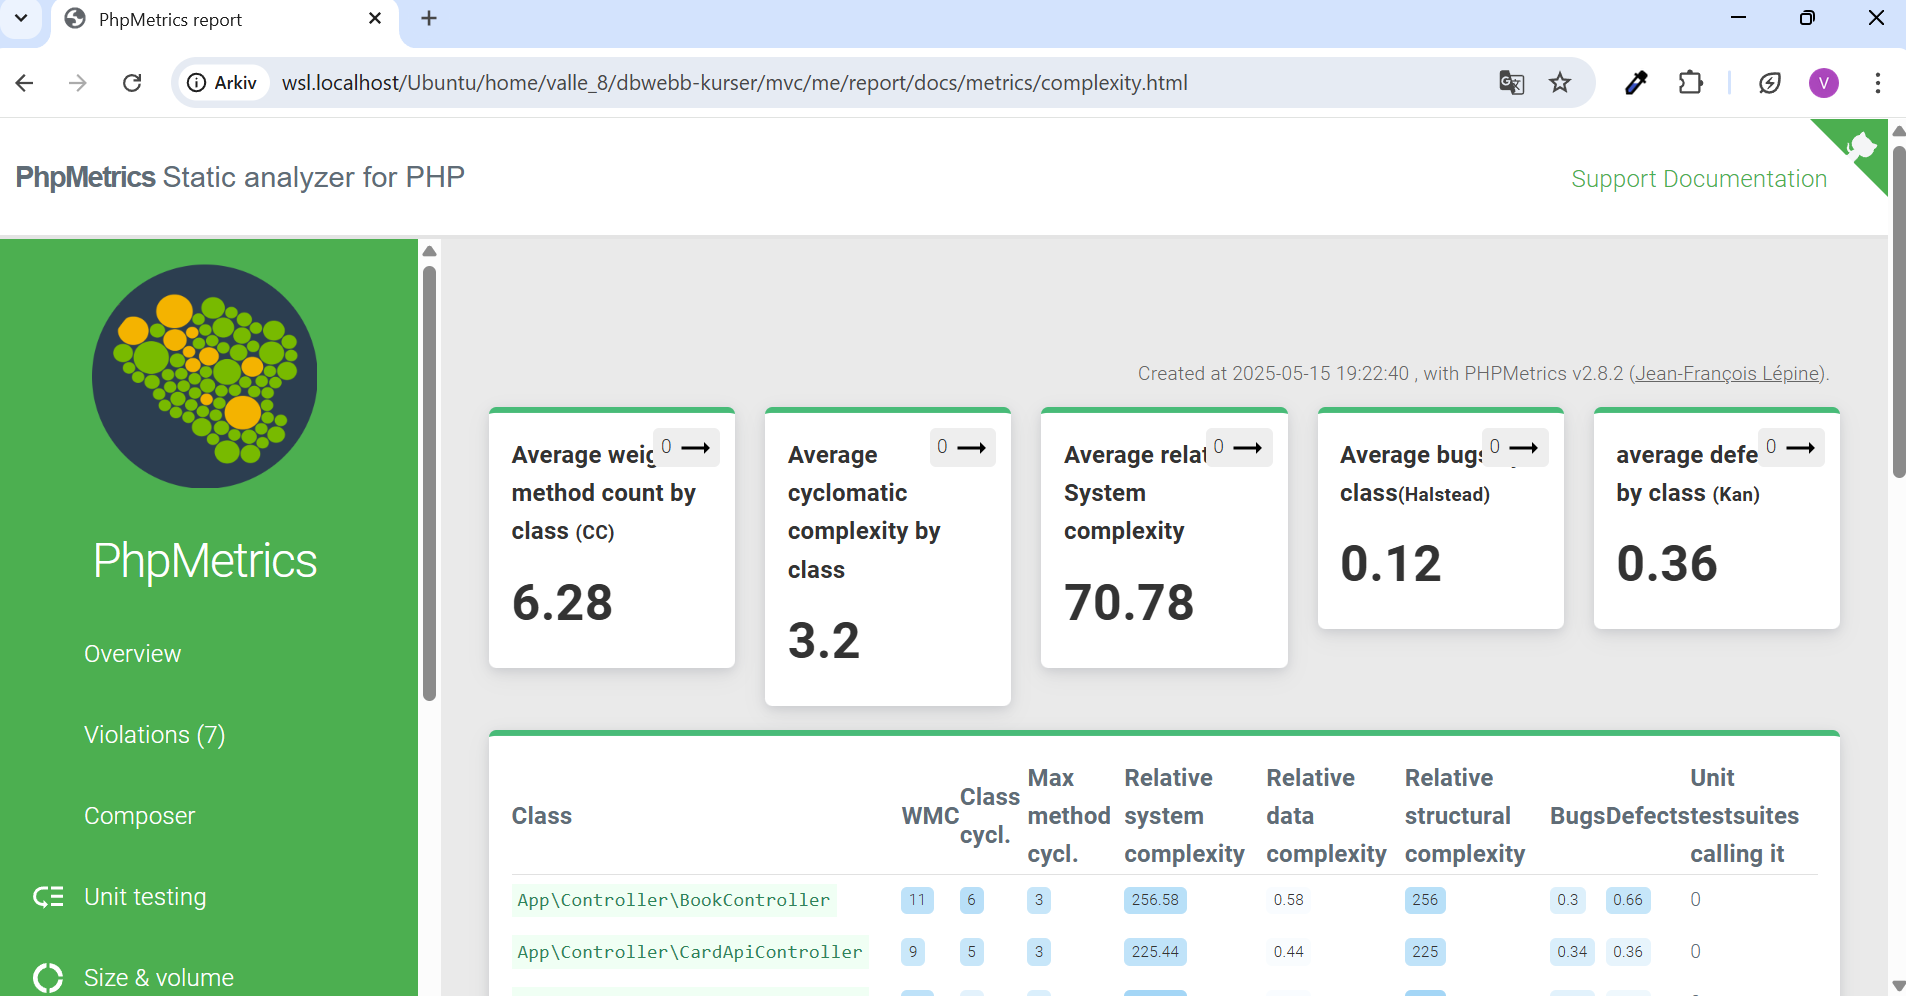 PhpMetrics report
Arkiv wsl.localhost/Ubuntu/home/valle_8/dbwebb-kurser/mvc/me/report/docs/metrics/complexity.html
V
PhpMetrics Static analyzer for PHP
Support Documentation
PhpMetrics
Overview
Violations (7)
Composer
Unit testing
Size & volume
Created at 2025-05-15 19:22:40 , with PHPMetrics v2.8.2 (Jean-François Lépine).
Average
0
method count by
class (CC)
6.28
Average
0
cyclomatic
complexity by
class
3.2
Average
0
System
complexity
70.78
Average
0
class(Halstead)
0.12
average
0
by class (Kan)
0.36
Class
WMC
Class
cycl.
Max
method
cycl.
Relative
system
complexity
Relative
data
complexity
Relative
structural
complexity
Bugs
Defects
Unit
testsuites
calling it
App\Controller\BookController 11 6 3 256.58 0.58 256 0.3 0.66 0
App\Controller\CardApiController 9 5 3 225.44 0.44 225 0.34 0.36 0